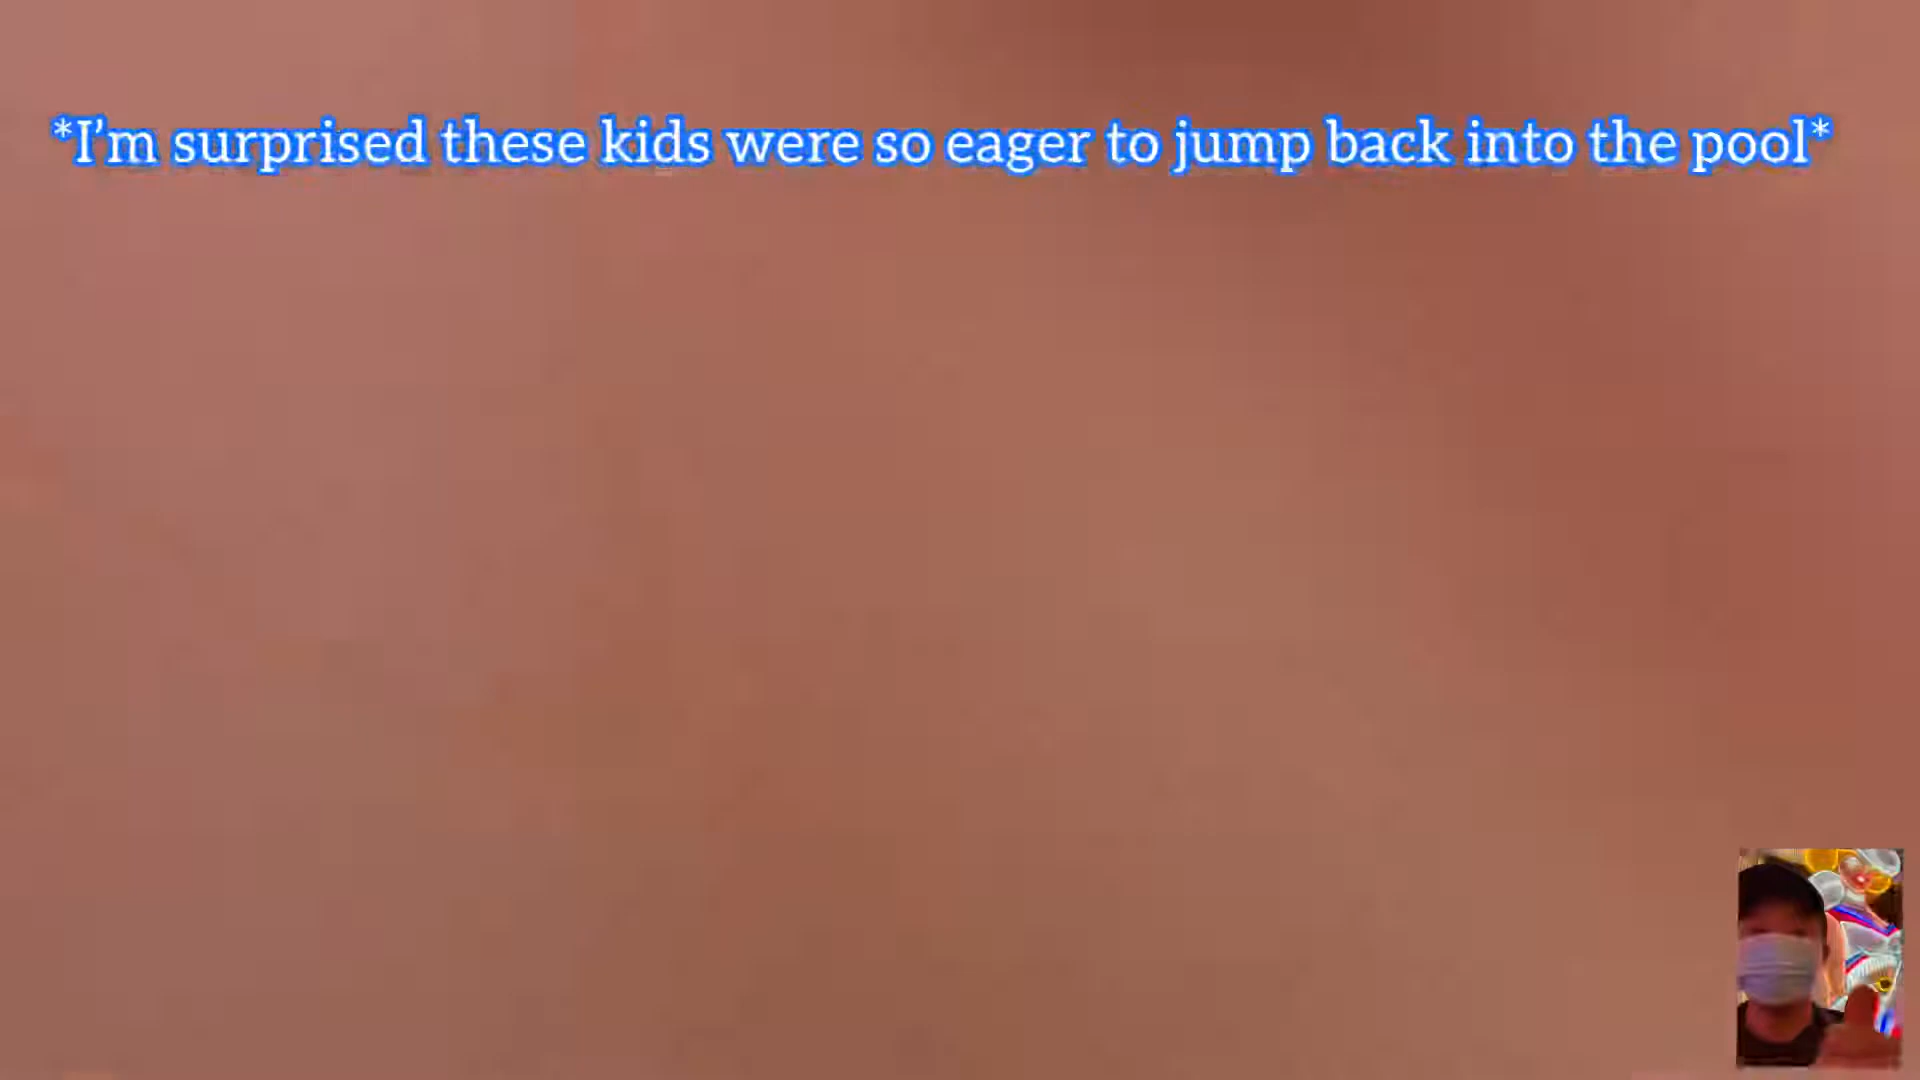 *I’m surprised these kids were so eager to jump back into the pool*